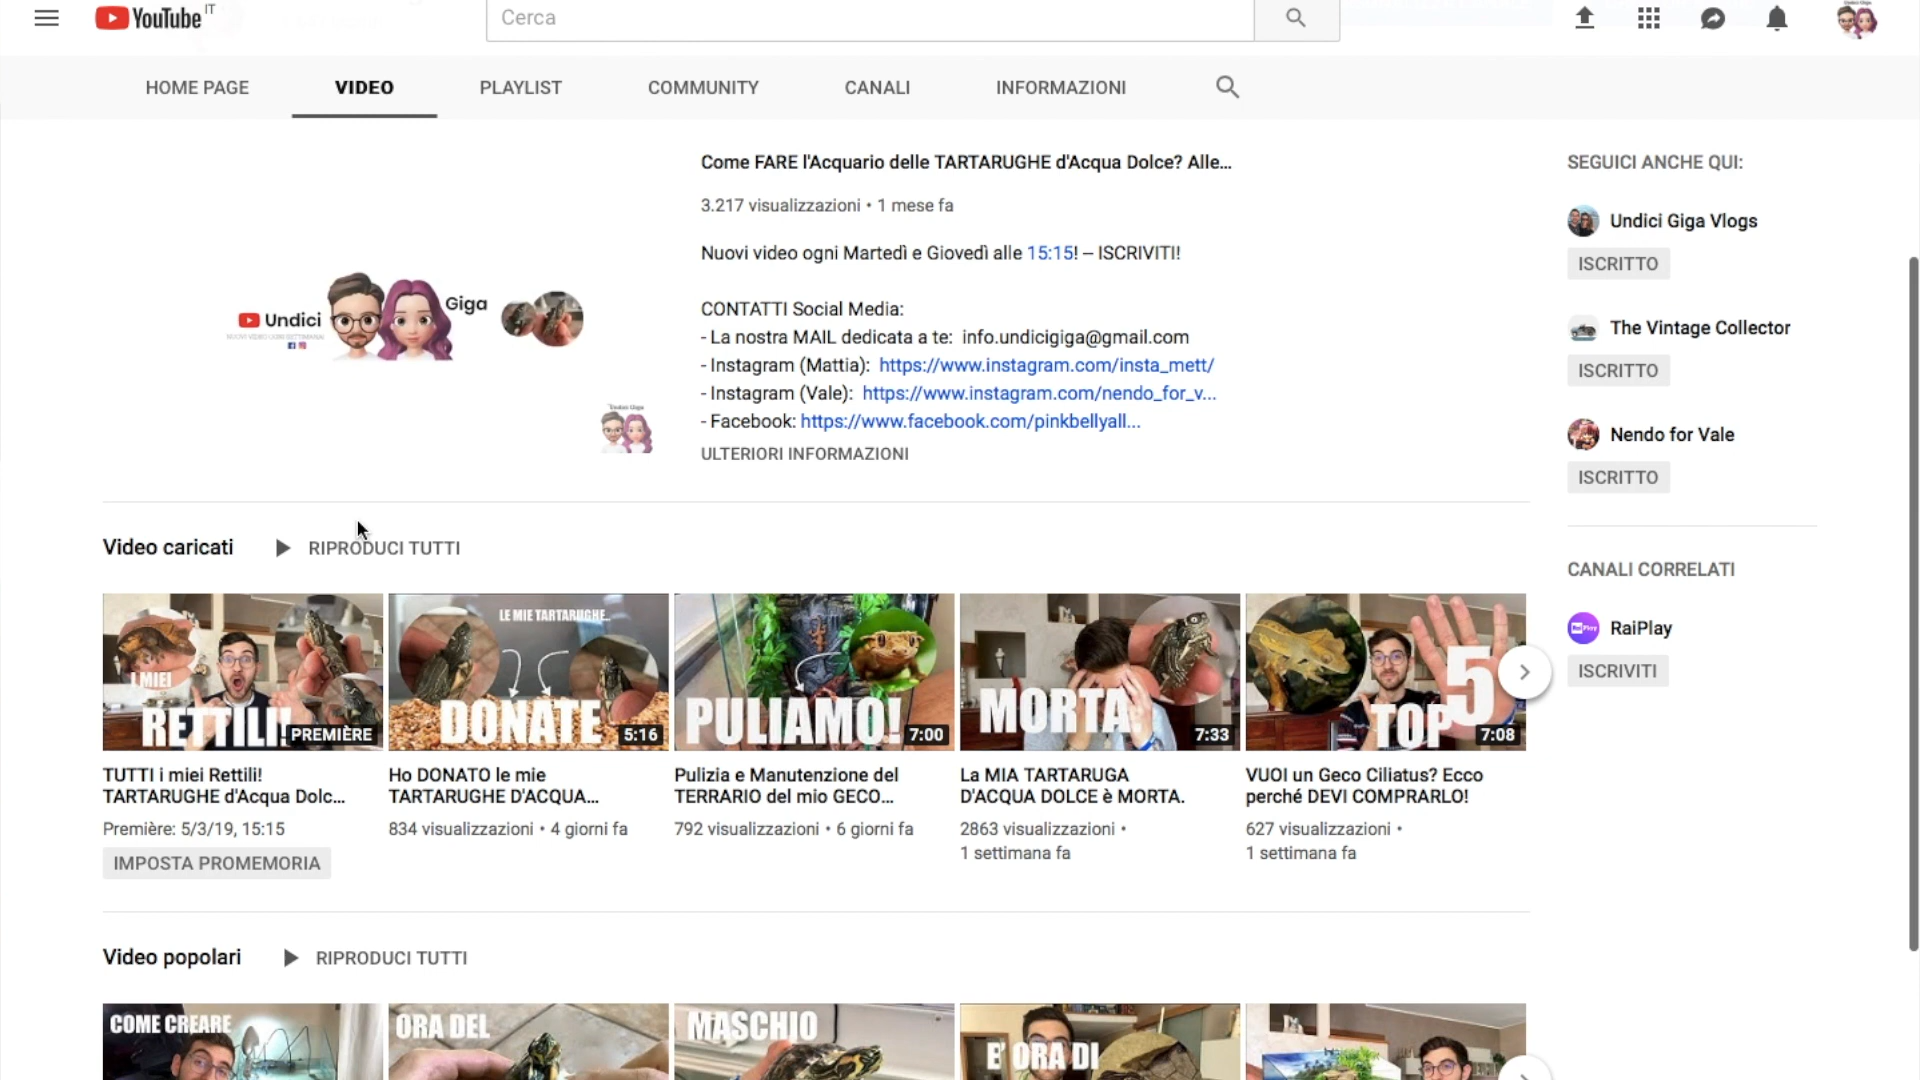 YouTube IT
Cerca
HOME PAGE
VIDEO
PLAYLIST
COMMUNITY
CANALI
INFORMAZIONI
Come FARE l'Acquario delle TARTARUGHE d'Acqua Dolce? Alle...
3.217 visualizzazioni • 1 mese fa
Nuovi video ogni Martedì e Giovedì alle 15:15! – ISCRIVITI!
CONTATTI Social Media:
- La nostra MAIL dedicata a te: info.undicigiga@gmail.com
- Instagram (Mattia): https://www.instagram.com/insta_mett/
- Instagram (Vale): https://www.instagram.com/nendo_for_v...
- Facebook: https://www.facebook.com/pinkbellyall...
ULTERIORI INFORMAZIONI
Undici
Giga
SEGUICI ANCHE QUI:
Undici Giga Vlogs
ISCRITTO
The Vintage Collector
ISCRITTO
Nendo for Vale
ISCRITTO
CANALI CORRELATI
RaiPlay
ISCRIVITI
Video caricati
RIPRODUCI TUTTI
I MIEI
RETTILI!
PREMIÈRE
TUTTI i miei Rettili!
TARTARUGHE d'Acqua Dolc...
Première: 5/3/19, 15:15
IMPOSTA PROMEMORIA
LE MIE TARTARUGHE..
DONATE
5:16
Ho DONATO le mie
TARTARUGHE D'ACQUA...
834 visualizzazioni • 4 giorni fa
PULIAMO!
7:00
Pulizia e Manutenzione del
TERRARIO del mio GECO...
792 visualizzazioni • 6 giorni fa
MORTA
7:33
La MIA TARTARUGA
D'ACQUA DOLCE è MORTA.
2863 visualizzazioni •
1 settimana fa
TOP 5
7:08
VUOI un Geco Ciliatus? Ecco
perché DEVI COMPRARLO!
627 visualizzazioni •
1 settimana fa
Video popolari
RIPRODUCI TUTTI
COME CREARE
ORA DEL
MASCHIO
E' ORA DI